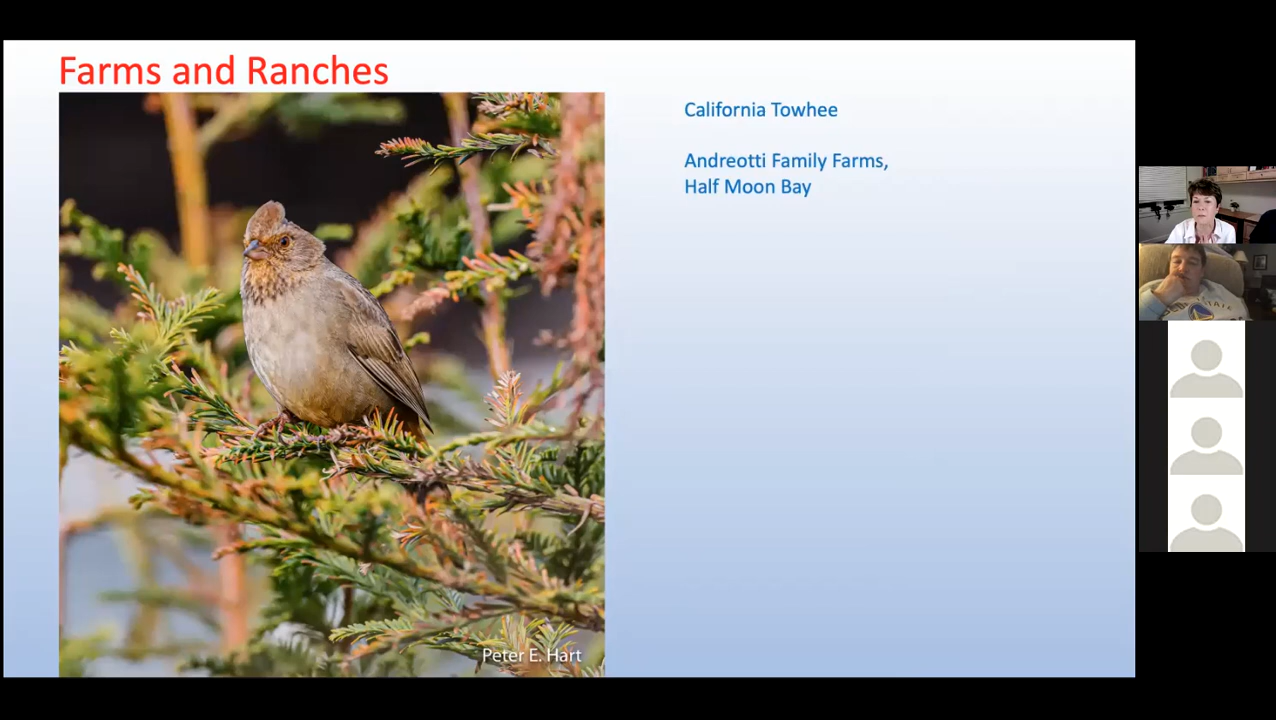 Farms and Ranches
California Towhee
Andreotti Family Farms,
Half Moon Bay
Peter E. Hart